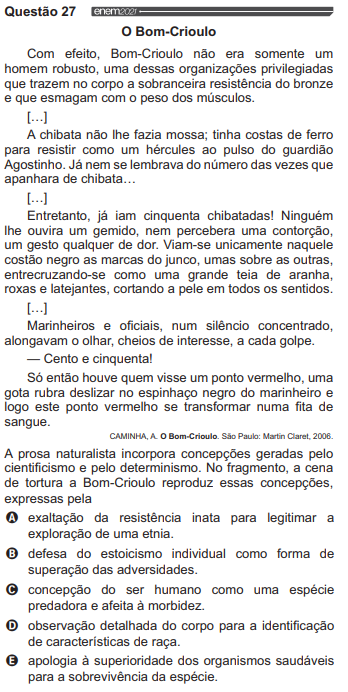 Questão 27 enem2021
O Bom-Crioulo
Com efeito, Bom-Crioulo não era somente um
homem robusto, uma dessas organizações privilegiadas
que trazem no corpo a sobranceira resistência do bronze
e que esmagam com o peso dos músculos.
[…]
A chibata não lhe fazia mossa; tinha costas de ferro
para resistir como um hércules ao pulso do guardião
Agostinho. Já nem se lembrava do número das vezes que
apanhara de chibata…
[…]
Entretanto, já iam cinquenta chibatadas! Ninguém
lhe ouvira um gemido, nem percebera uma contorção,
um gesto qualquer de dor. Viam-se unicamente naquele
costão negro as marcas do junco, umas sobre as outras,
entrecruzando-se como uma grande teia de aranha,
roxas e latejantes, cortando a pele em todos os sentidos.
[…]
Marinheiros e oficiais, num silêncio concentrado,
alongavam o olhar, cheios de interesse, a cada golpe.
— Cento e cinquenta!
Só então houve quem visse um ponto vermelho, uma
gota rubra deslizar no espinhaço negro do marinheiro e
logo este ponto vermelho se transformar numa fita de
sangue.
CAMINHA, A. O Bom-Crioulo. São Paulo: Martin Claret, 2006.
A prosa naturalista incorpora concepções geradas pelo
cientificismo e pelo determinismo. No fragmento, a cena
de tortura a Bom-Crioulo reproduz essas concepções,
expressas pela
A exaltação da resistência inata para legitimar a
exploração de uma etnia.
B defesa do estoicismo individual como forma de
superação das adversidades.
C concepção do ser humano como uma espécie
predadora e afeita à morbidez.
D observação detalhada do corpo para a identificação
de características de raça.
E apologia à superioridade dos organismos saudáveis
para a sobrevivência da espécie.